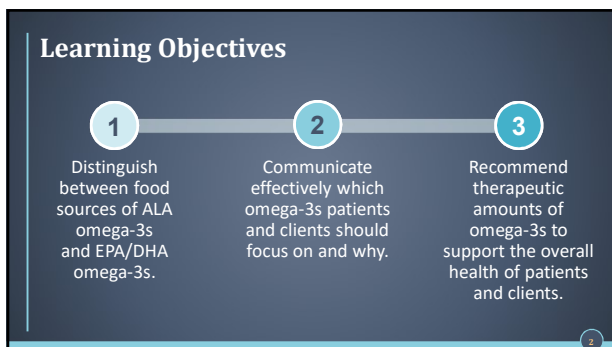 Learning Objectives
1
2
3
Distinguish
between food
sources of ALA
omega-3s
and EPA/DHA
omega-3s.
Communicate
effectively which
omega-3s patients
and clients should
focus on and why.
Recommend
therapeutic
amounts of
omega-3s to
support the overall
health of patients
and clients.
2